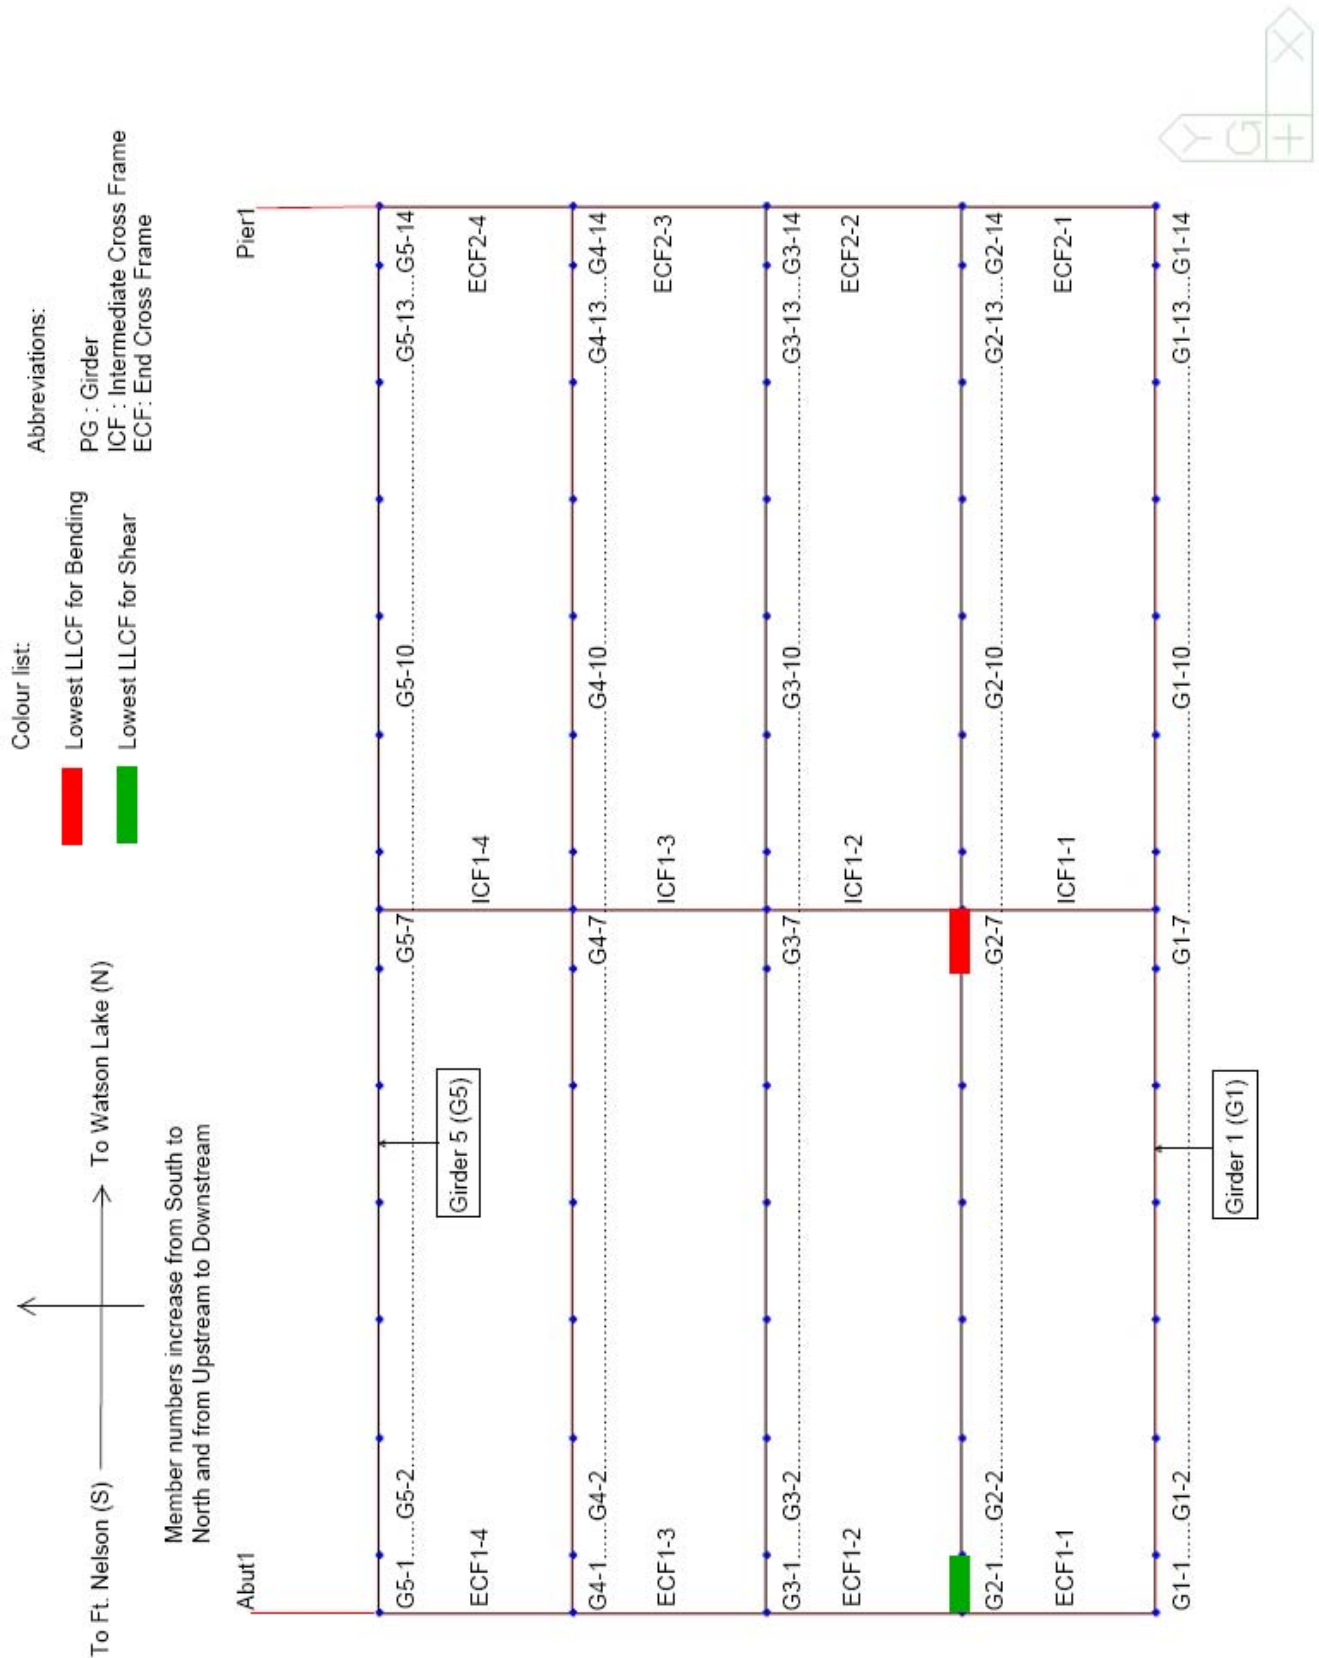 To Ft. Nelson (S)
To Watson Lake (N)
Member numbers increase from South to
North and from Upstream to Downstream
Colour list:
Lowest LLCF for Bending
Lowest LLCF for Shear
Abbreviations:
PG : Girder
ICF : Intermediate Cross Frame
ECF: End Cross Frame
Abut1
Pier1
G5-1......G5-2
G5-7
G5-10
G5-13....G5-14
ECF1-4
Girder 5 (G5)
ICF1-4
ECF2-4
G4-1......G4-2
G4-7
G4-10
G4-13....G4-14
ECF1-3
ICF1-3
ECF2-3
G3-1......G3-2
G3-7
G3-10
G3-13....G3-14
ECF1-2
ICF1-2
ECF2-2
G2-1......G2-2
G2-7
G2-10
G2-13....G2-14
ECF1-1
ICF1-1
ECF2-1
G1-1......G1-2
G1-7
G1-10
G1-13....G1-14
Girder 1 (G1)
Y
G
X